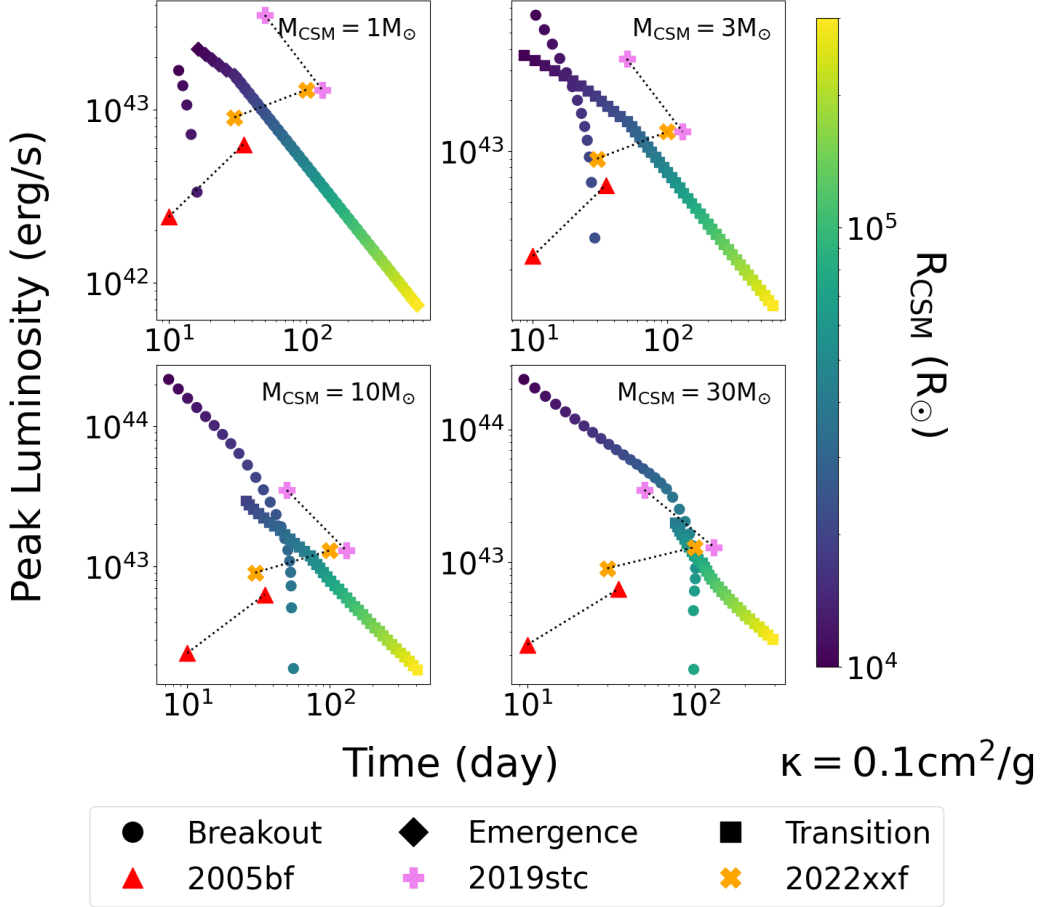 M_CSM = 1M_⊙
M_CSM = 3M_⊙
10^43
10^42
10^1
10^2
10^43
10^1
10^2
M_CSM = 10M_⊙
M_CSM = 30M_⊙
10^44
10^43
10^1
10^2
10^44
10^43
10^1
10^2
Peak Luminosity (erg/s)
Time (day)
10^5
10^4
R_CSM (R_⊙)
κ = 0.1cm^2/g
Breakout
Emergence
Transition
2005bf
2019stc
2022xxf